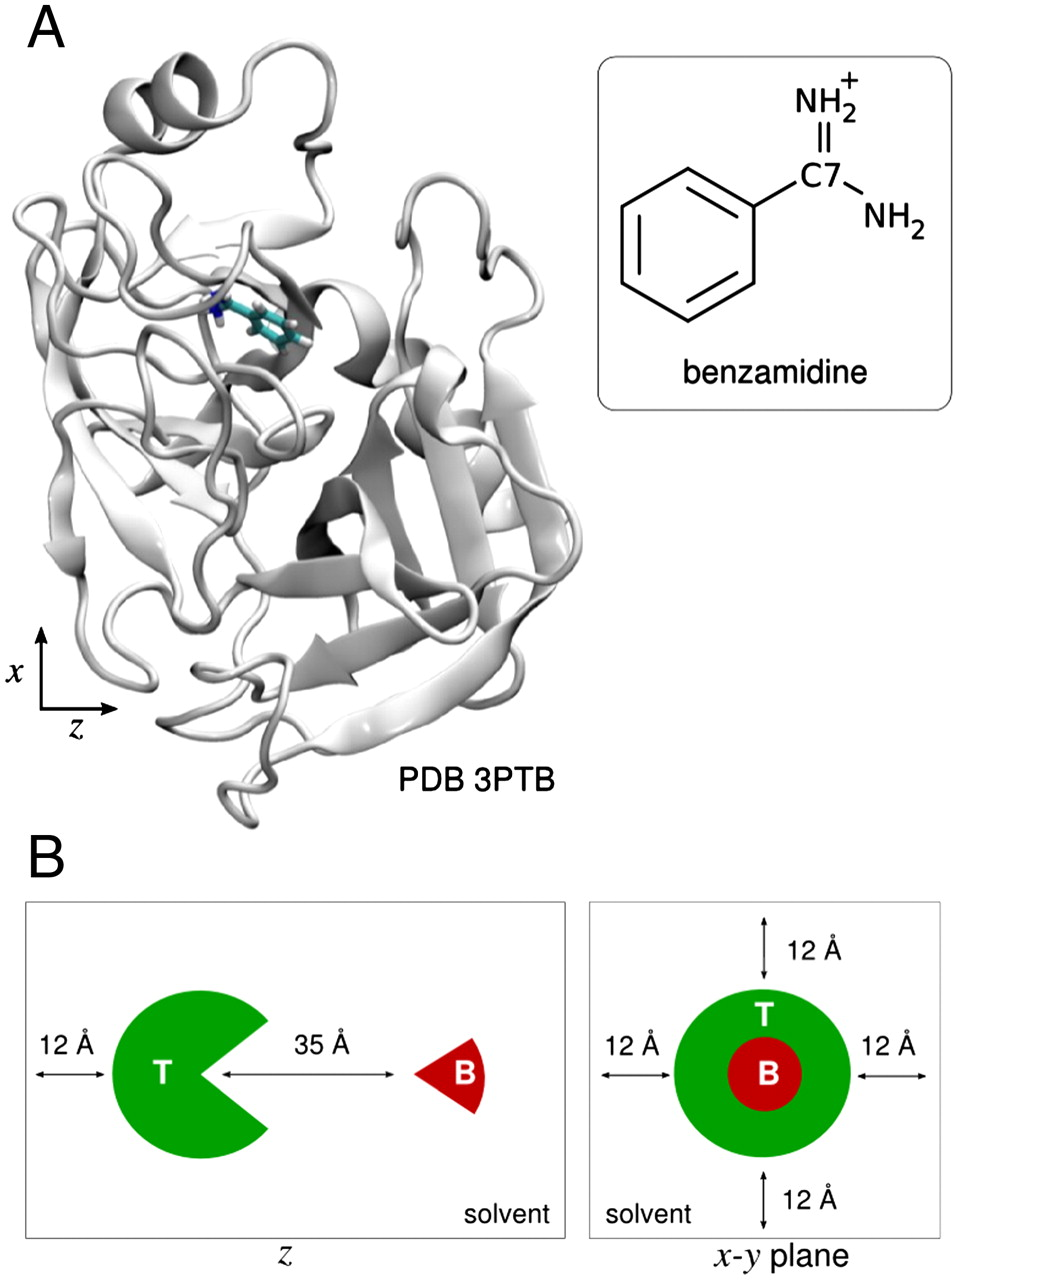 A
NH2+
C7
NH2
benzamidine
x
z
PDB 3PTB
B
12 Å
T
35 Å
B
solvent
z
12 Å
T
12 Å
B
12 Å
12 Å
solvent
x-y plane